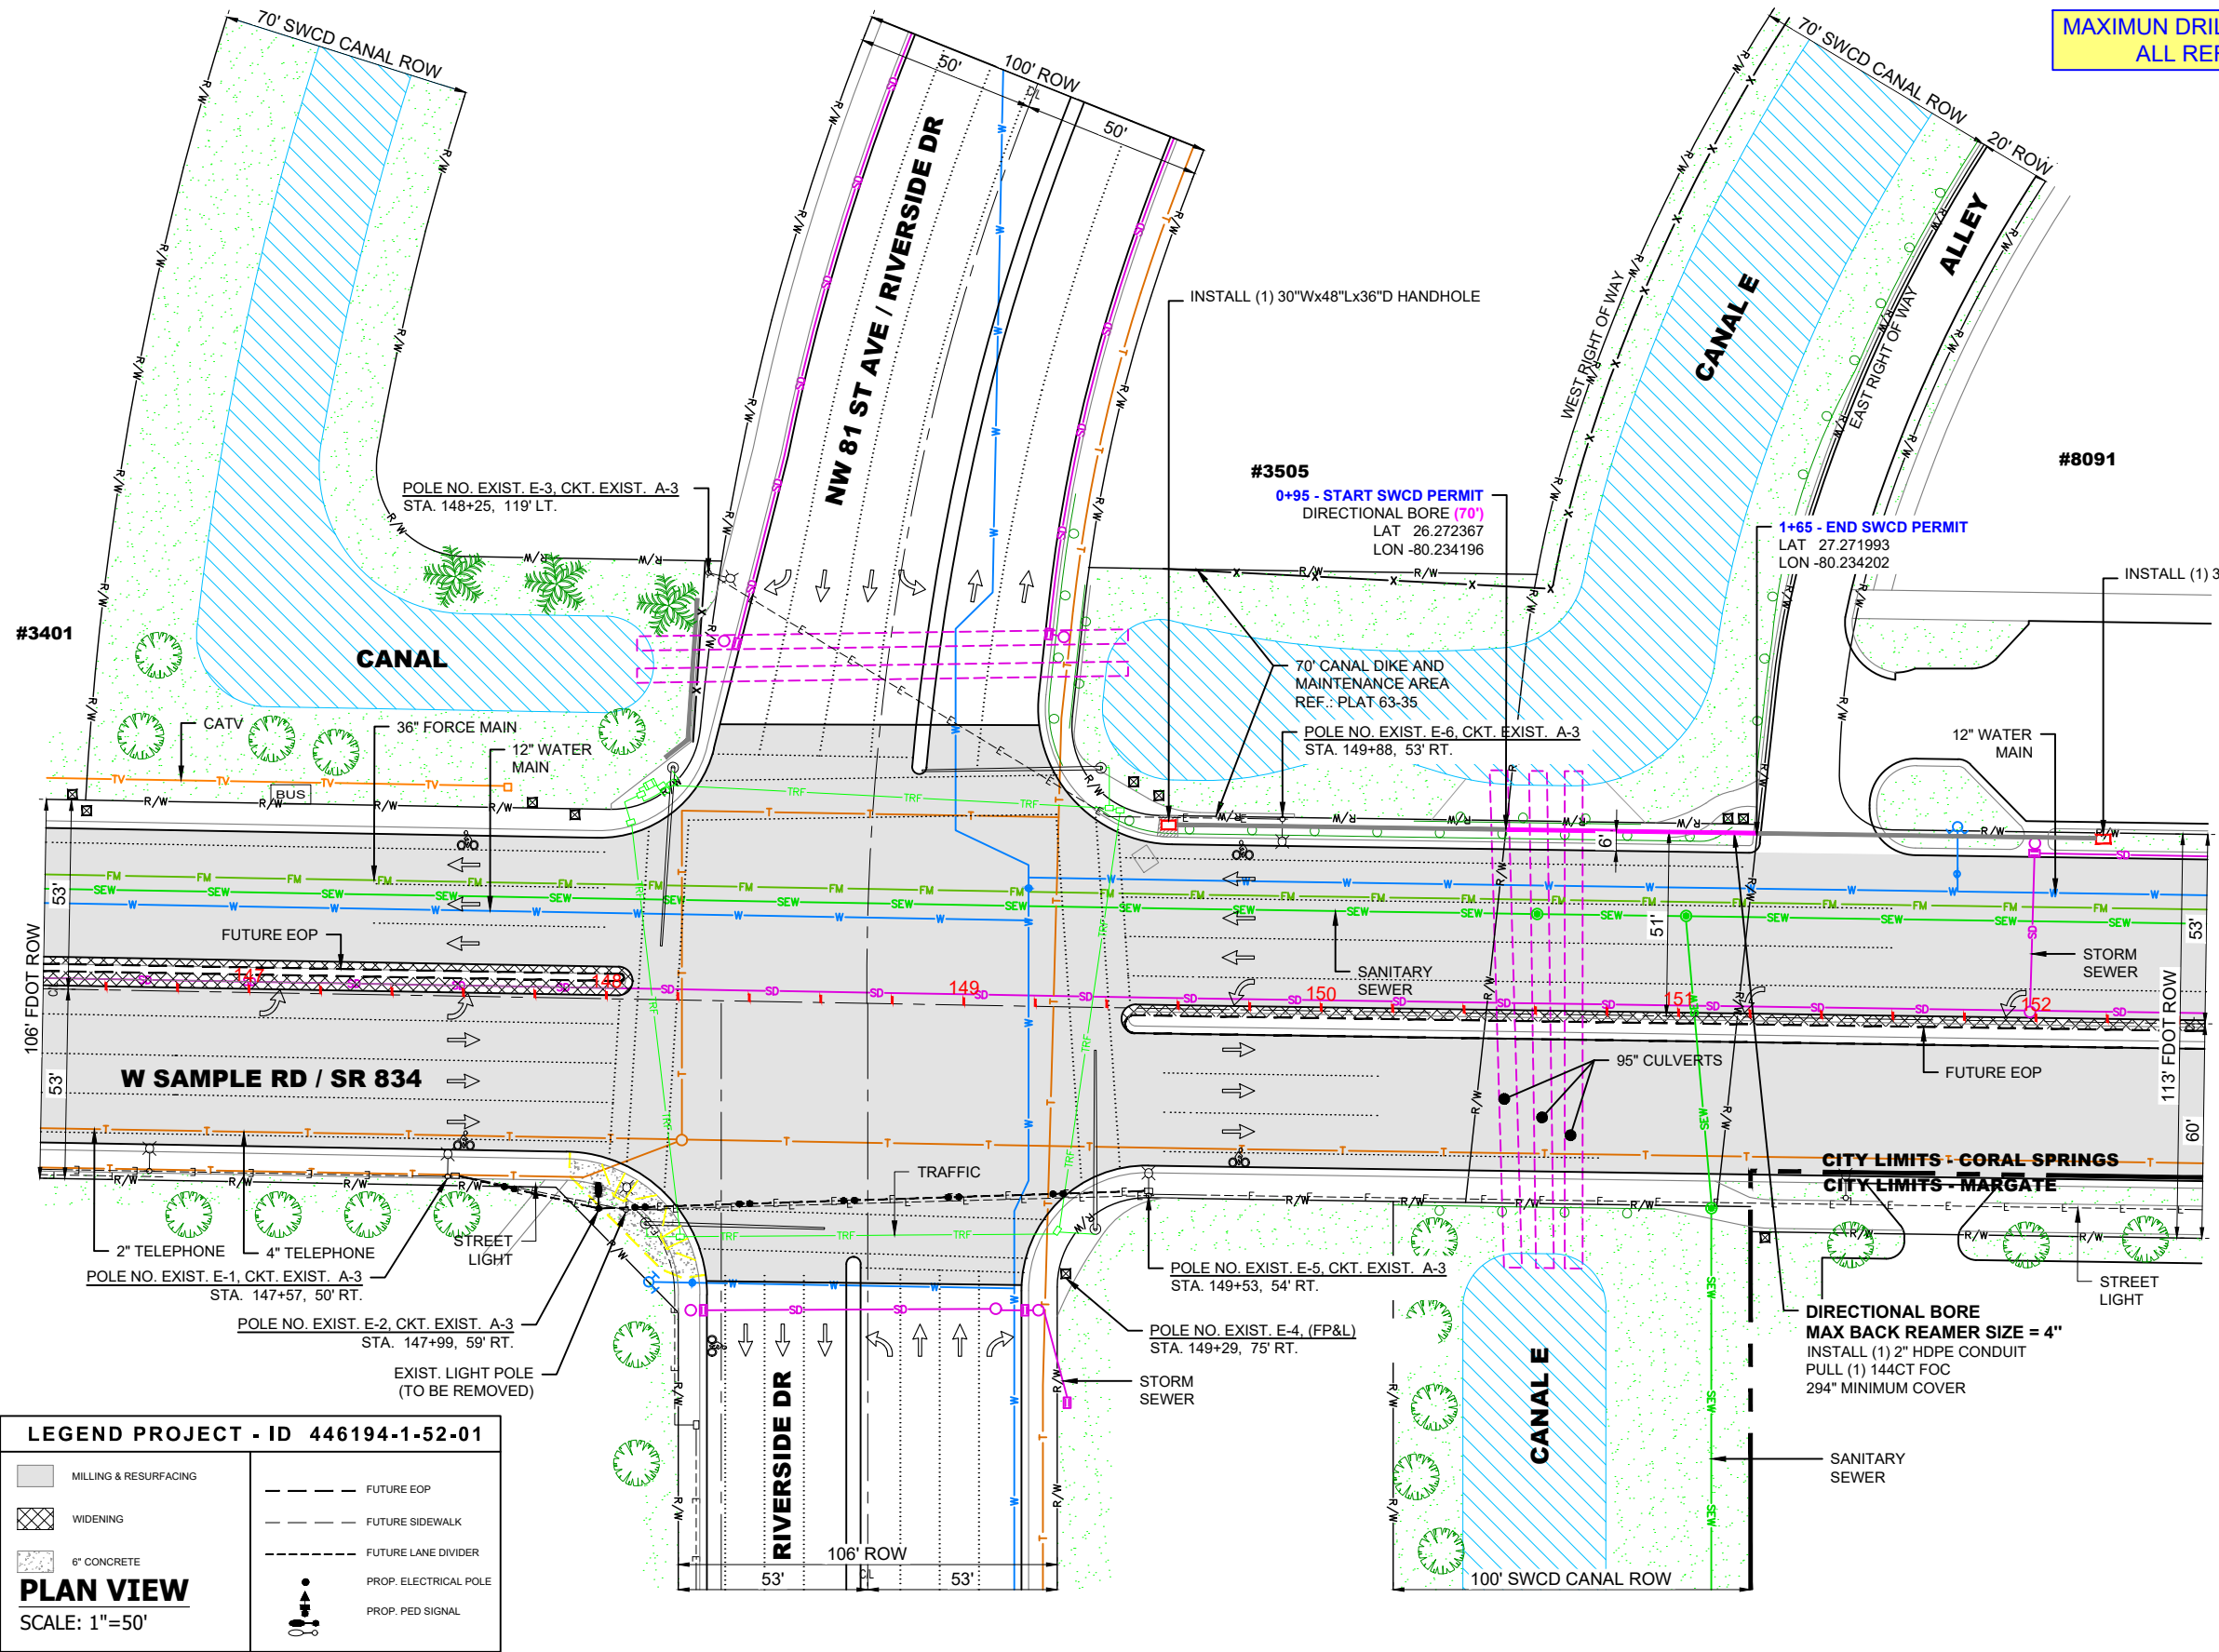 70' SWCD CANAL ROW
100' ROW
50'
50'
70' SWCD CANAL ROW
20' ROW
MAXIMUN DRIL
ALL REF
NW 81 ST AVE / RIVERSIDE DR
CANAL E
ALLEY
WEST RIGHT OF WAY
EAST RIGHT OF WAY
INSTALL (1) 30"Wx48"Lx36"D HANDHOLE
#3505
#8091
#3401
POLE NO. EXIST. E-3, CKT. EXIST. A-3
STA. 148+25, 119' LT.
0+95 - START SWCD PERMIT
DIRECTIONAL BORE (70')
LAT 26.272367
LON -80.234196
1+65 - END SWCD PERMIT
LAT 27.271993
LON -80.234202
INSTALL (1) 3
CANAL
70' CANAL DIKE AND
MAINTENANCE AREA
REF.: PLAT 63-35
POLE NO. EXIST. E-6, CKT. EXIST. A-3
STA. 149+88, 53' RT.
CATV
36" FORCE MAIN
12" WATER
MAIN
12" WATER
MAIN
BUS
6'
53'
51'
53'
106' FDOT ROW
53'
FUTURE EOP
SANITARY
SEWER
STORM
SEWER
147
148
149
150
151
152
113' FDOT ROW
60'
W SAMPLE RD / SR 834
95" CULVERTS
FUTURE EOP
TRAFFIC
CITY LIMITS - CORAL SPRINGS
CITY LIMITS - MARGATE
2" TELEPHONE
4" TELEPHONE
STREET
LIGHT
POLE NO. EXIST. E-1, CKT. EXIST. A-3
STA. 147+57, 50' RT.
POLE NO. EXIST. E-2, CKT. EXIST. A-3
STA. 147+99, 59' RT.
EXIST. LIGHT POLE
(TO BE REMOVED)
POLE NO. EXIST. E-5, CKT. EXIST. A-3
STA. 149+53, 54' RT.
POLE NO. EXIST. E-4, (FP&L)
STA. 149+29, 75' RT.
STORM
SEWER
STREET
LIGHT
DIRECTIONAL BORE
MAX BACK REAMER SIZE = 4"
INSTALL (1) 2" HDPE CONDUIT
PULL (1) 144CT FOC
294" MINIMUM COVER
CANAL E
RIVERSIDE DR
SANITARY
SEWER
106' ROW
53'
53'
100' SWCD CANAL ROW
LEGEND PROJECT - ID 446194-1-52-01
MILLING & RESURFACING
WIDENING
6" CONCRETE
FUTURE EOP
FUTURE SIDEWALK
FUTURE LANE DIVIDER
PROP. ELECTRICAL POLE
PROP. PED SIGNAL
PLAN VIEW
SCALE: 1"=50'